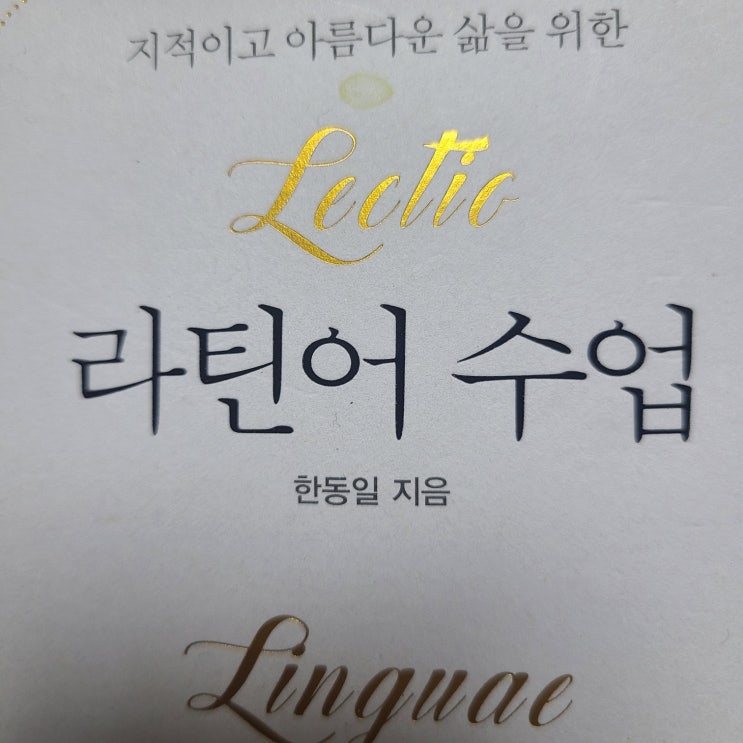 지적이고 아름다운 삶을 위한
Lectio
라틴어 수업
한동일 지음
Linguae